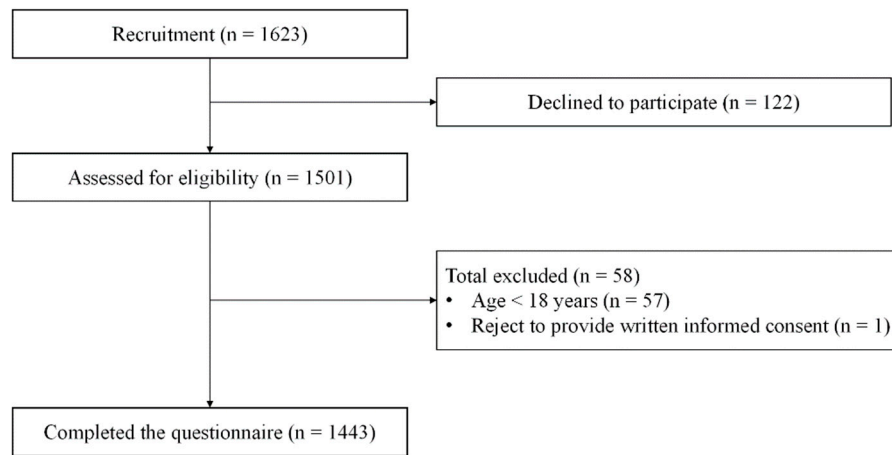 Recruitment (n = 1623)
Declined to participate (n = 122)
Assessed for eligibility (n = 1501)
Total excluded (n = 58)
• Age < 18 years (n = 57)
• Reject to provide written informed consent (n = 1)
Completed the questionnaire (n = 1443)